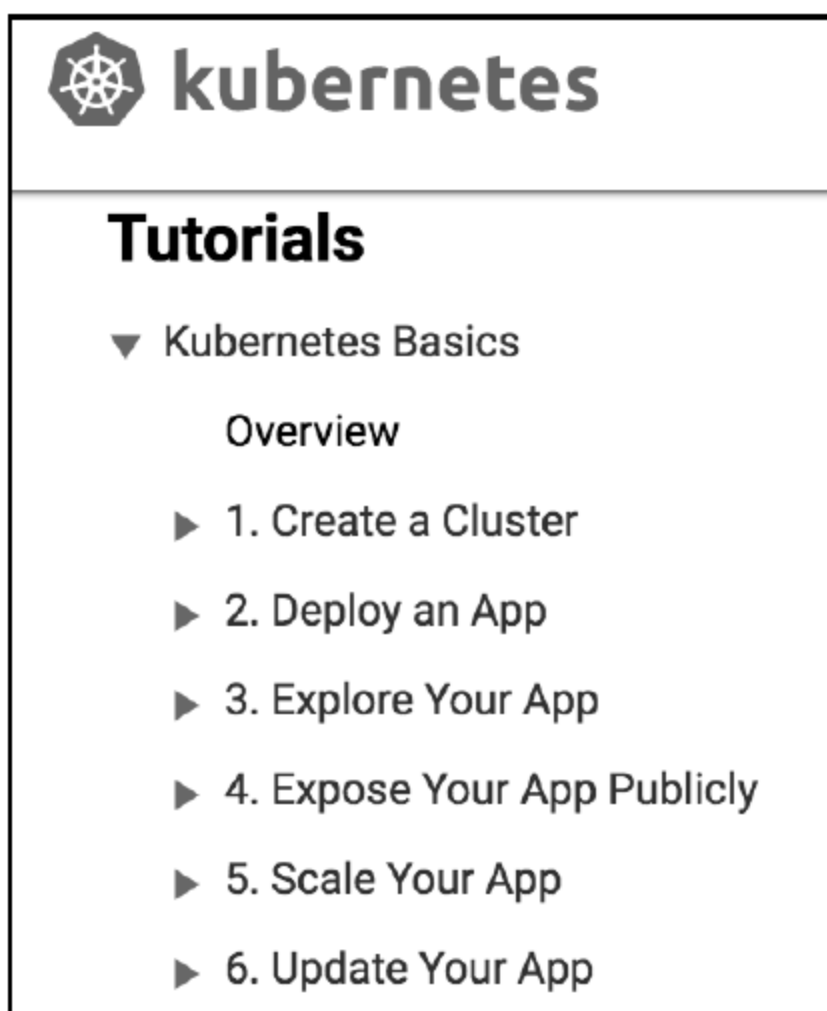 kubernetes
Tutorials
Kubernetes Basics
Overview
1. Create a Cluster
2. Deploy an App
3. Explore Your App
4. Expose Your App Publicly
5. Scale Your App
6. Update Your App